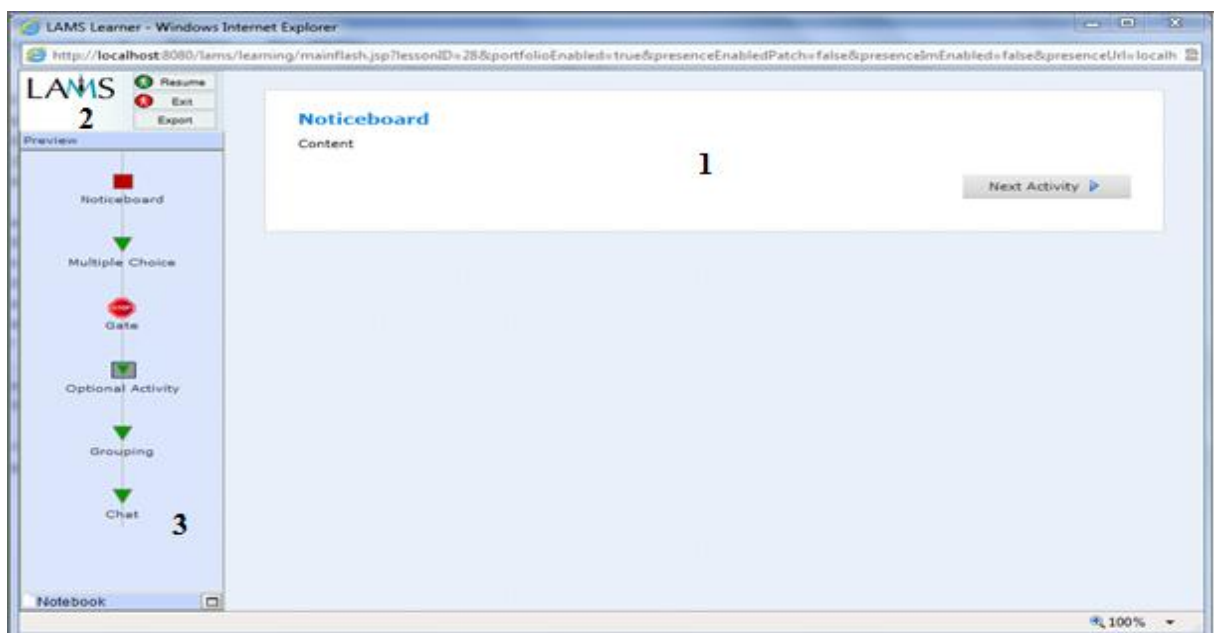 LAMS Learner - Windows Internet Explorer
http://localhost:8080/lams/learning/mainflash.jsp?lessonID=28&portfolioEnabled=true&presenceEnabledPatch=false&presenceImEnabled=false&presenceUrl=localh
LAMS
Resume
Exit
2
Export
Preview
Noticeboard
Content
1
Next Activity
Noticeboard
Multiple Choice
STOP
Gate
Optional Activity
Grouping
Chat
3
Notebook
100%